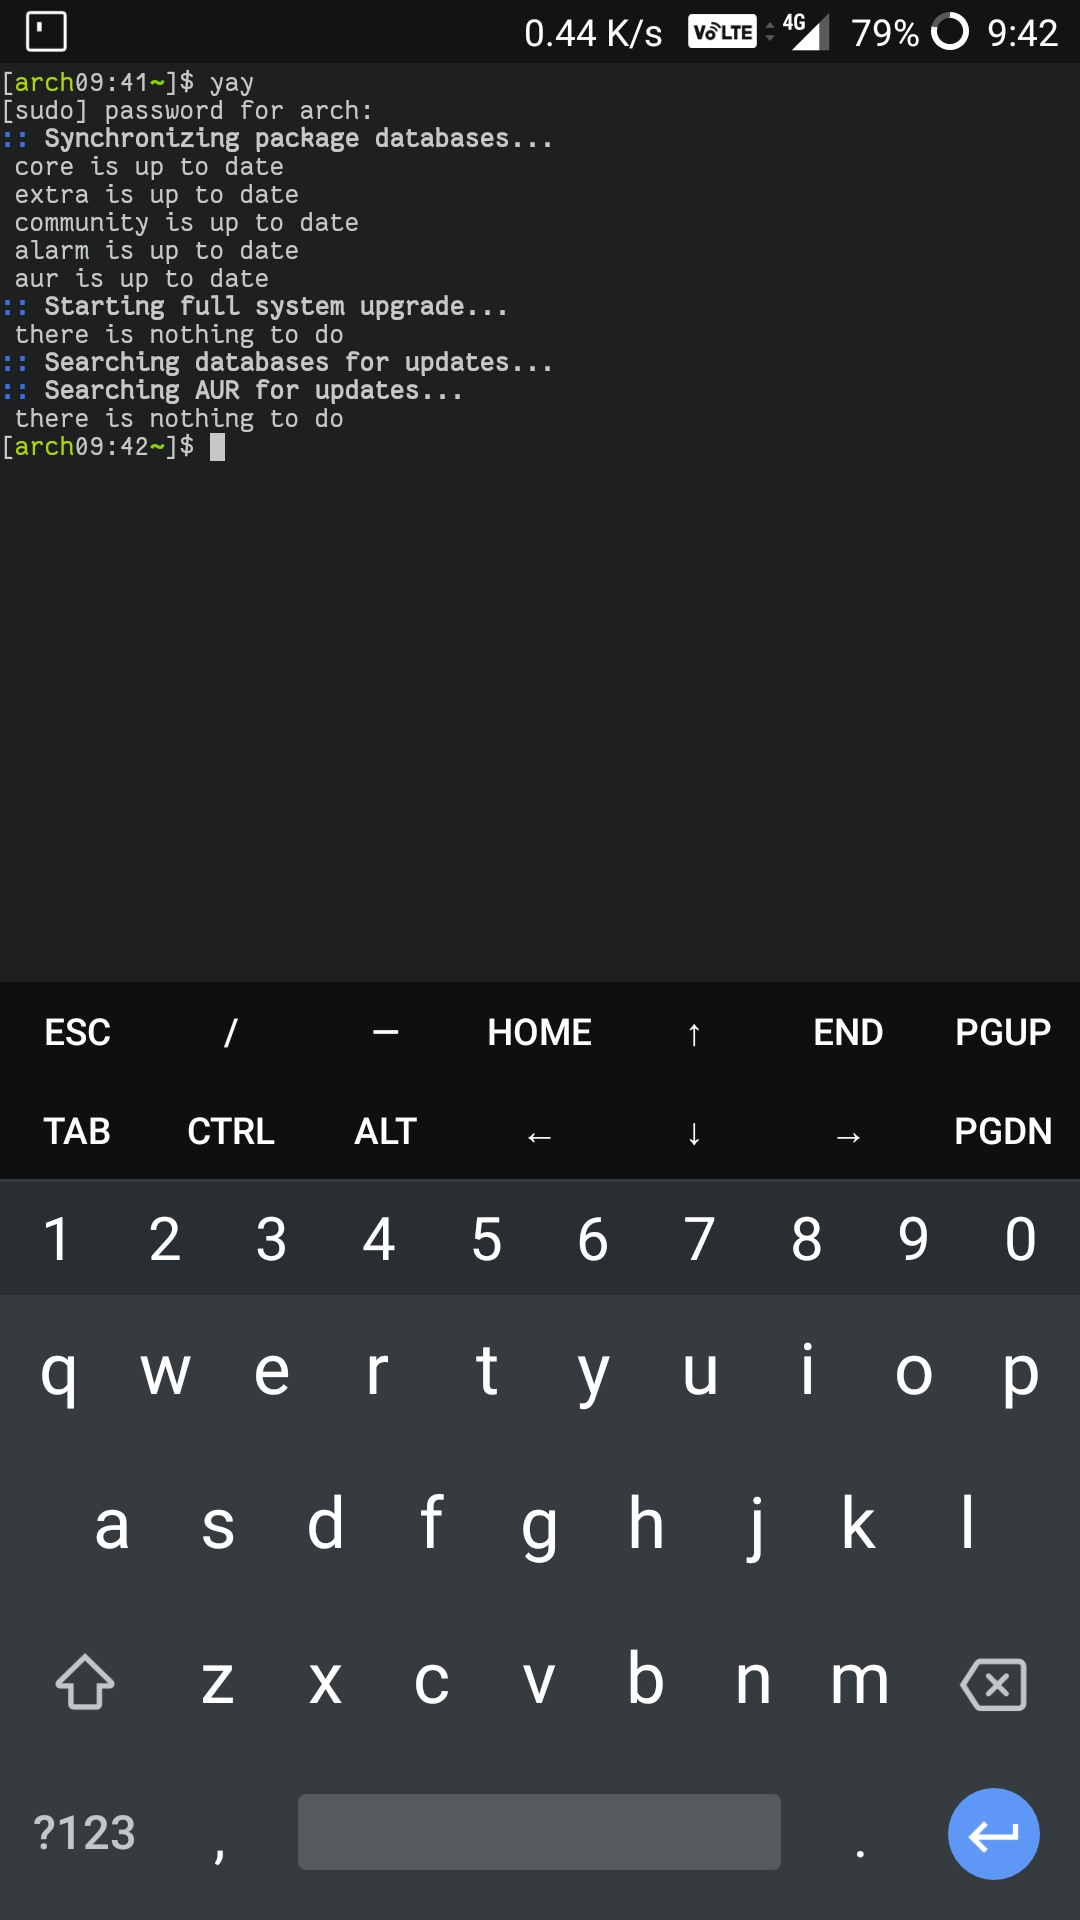 0.44 K/s VoLTE 4G 79% 9:42
[arch09:41~]$ yay
[sudo] password for arch:
:: Synchronizing package databases...
core is up to date
extra is up to date
community is up to date
alarm is up to date
aur is up to date
:: Starting full system upgrade...
there is nothing to do
:: Searching databases for updates...
:: Searching AUR for updates...
there is nothing to do
[arch09:42~]$
ESC / — HOME ↑ END PGUP
TAB CTRL ALT ← ↓ → PGDN
1 2 3 4 5 6 7 8 9 0
q w e r t y u i o p
a s d f g h j k l
z x c v b n m
?123 , .